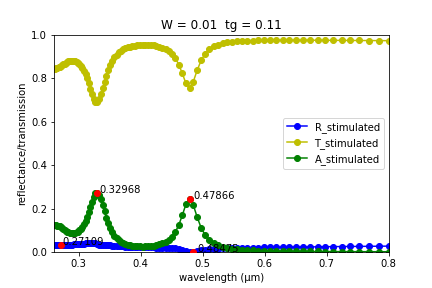 W = 0.01 tg = 0.11
reflectance/transmission
1.0
0.8
0.6
0.4
0.2
0.0
R_stimulated
T_stimulated
A_stimulated
0.32968
0.47866
0.3
0.4
0.5
0.6
0.7
0.8
wavelength (μm)